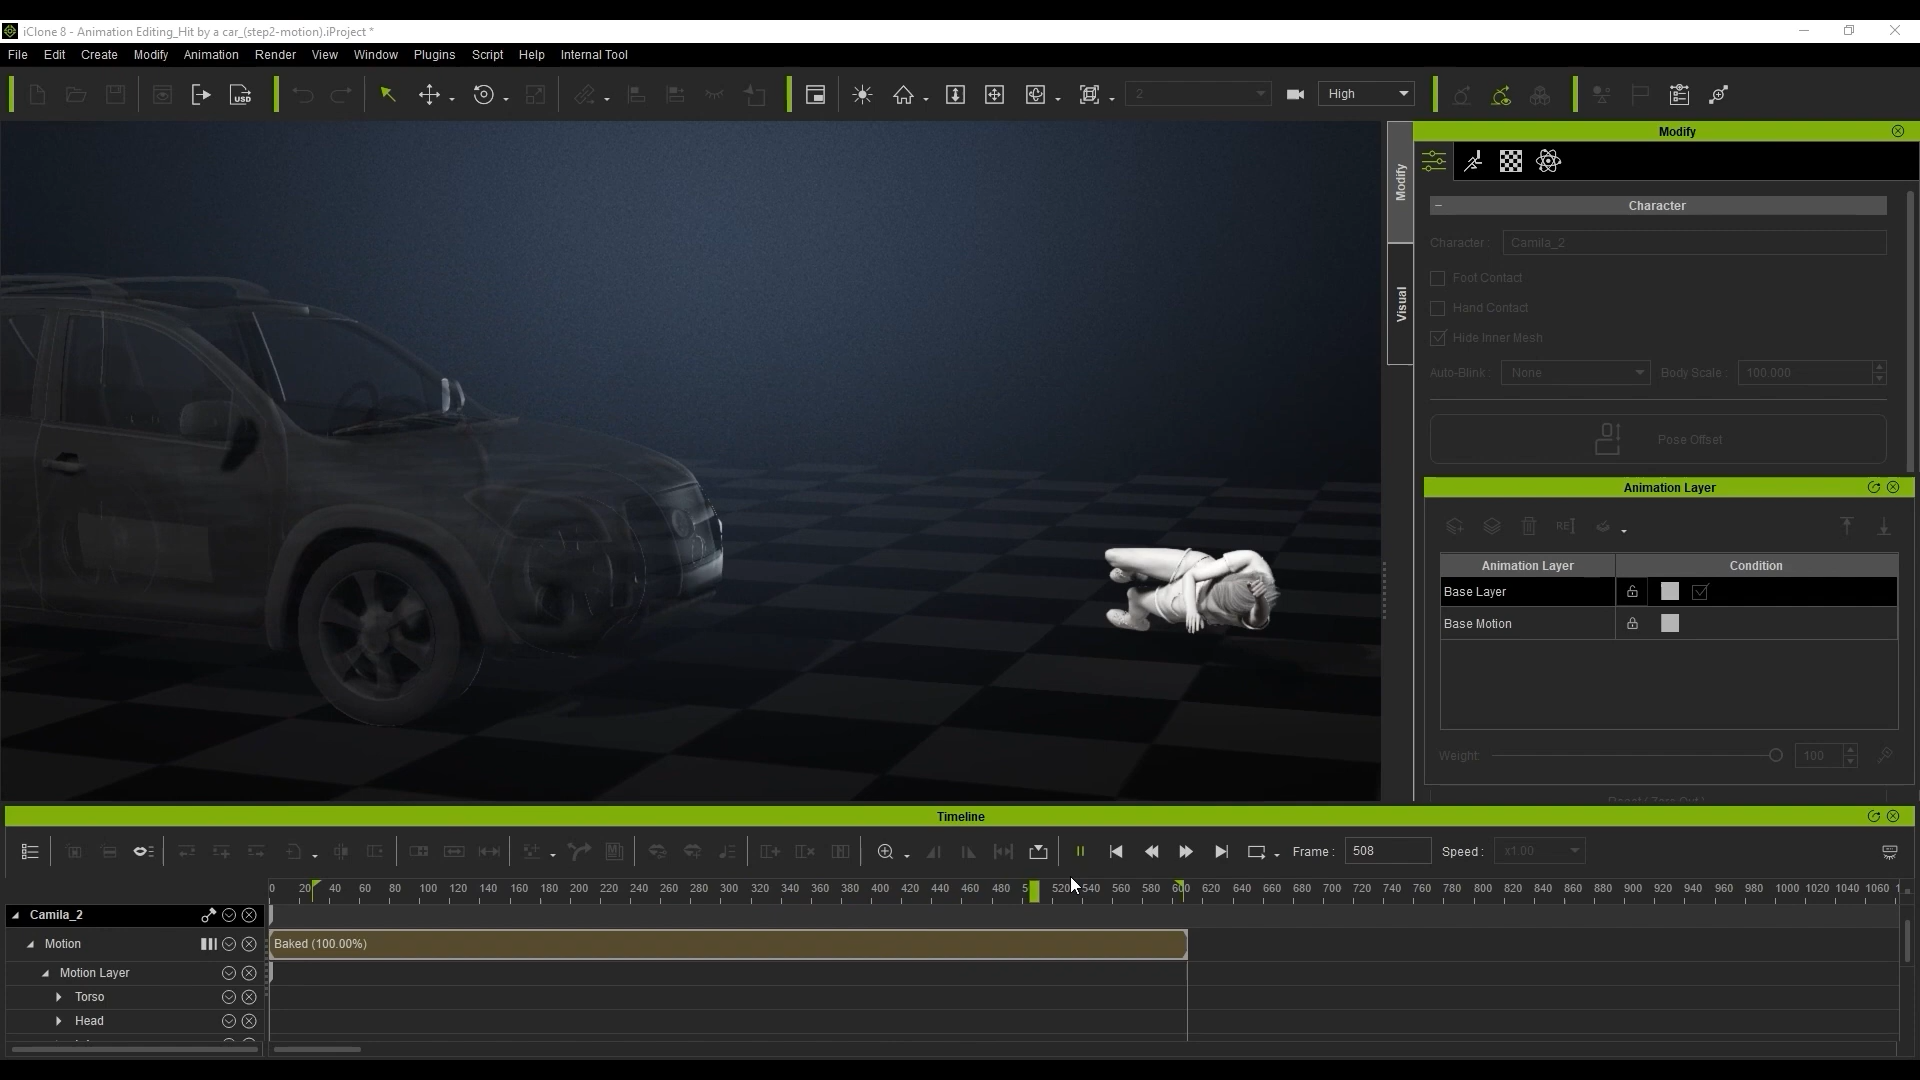 iClone 8 - Animation Editing_Hit by a car_(step2-motion).iProject *
File Edit Create Modify Animation Render View Window Plugins Script Help Internal Tool
USD
2
High
Modify
Modify
Visual
Character
Character :
Camila_2
Foot Contact
Hand Contact
Hide Inner Mesh
Auto-Blink :
None
Body Scale :
100.000
Pose Offset
Animation Layer
Animation Layer
Condition
Base Layer
Base Motion
Weight:
100
Timeline
Frame :
508
Speed :
x1.00
0 20 40 60 80 100 120 140 160 180 200 220 240 260 280 300 320 340 360 380 400 420 440 460 480 5 520 540 560 580 600 620 640 660 680 700 720 740 760 780 800 820 840 860 880 900 920 940 960 980 1000 1020 1040 1060
Camila_2
Motion
Baked (100.00%)
Motion Layer
Torso
Head